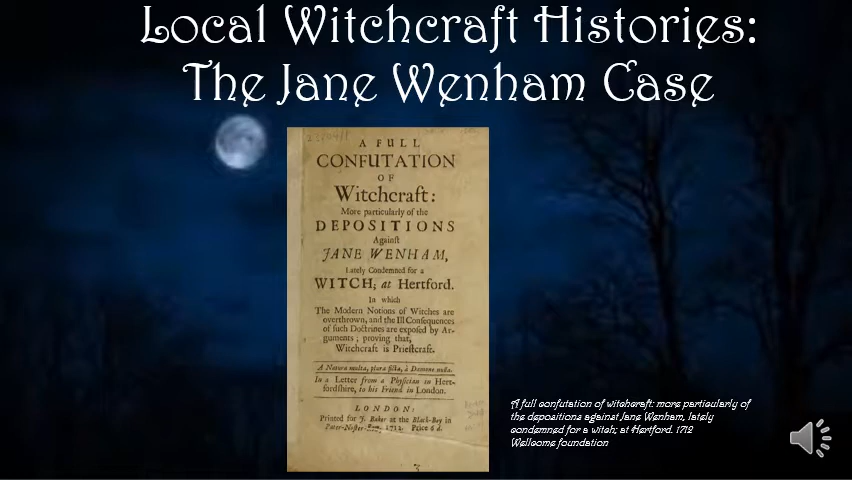 Local Witchcraft Histories:
The Jane Wenham Case
A FULL
CONFUTATION
OF
Witchcraft:
More particularly of the
DEPOSITIONS
Against
JANE WENHAM,
Lately Condemned for a
WITCH; at Hertford.
In which
The Modern Notions of Witches are
overthrown, and the Ill Consequences
of such Doctrines are exposed by Ar-
guments; proving that,
Witchcraft is Priestcraft.
A Natura multa, plura ficta, à Dæmone nulla.
In a Letter from a Physician in Hert-
fordshire, to his Friend in London.
LONDON:
Printed for J. Baker at the Black-Boy in
Pater-Noster 1712. Price 6 d.
A full confutation of witchcraft: more particularly of
the depositions against Jane Wenham, lately
condemned for a witch; at Hertford. 1712
Wellcome foundation